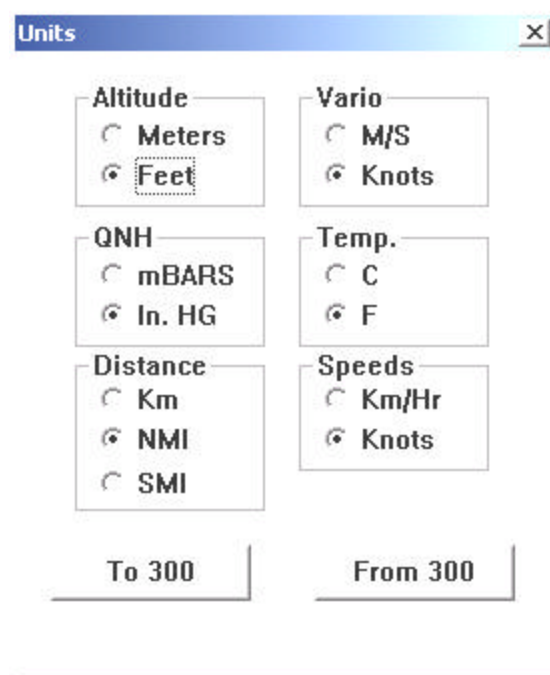 Units
Altitude
Meters
Feet
Vario
M/S
Knots
QNH
mBARS
In. HG
Temp.
C
F
Distance
Km
NMI
SMI
Speeds
Km/Hr
Knots
To 300
From 300